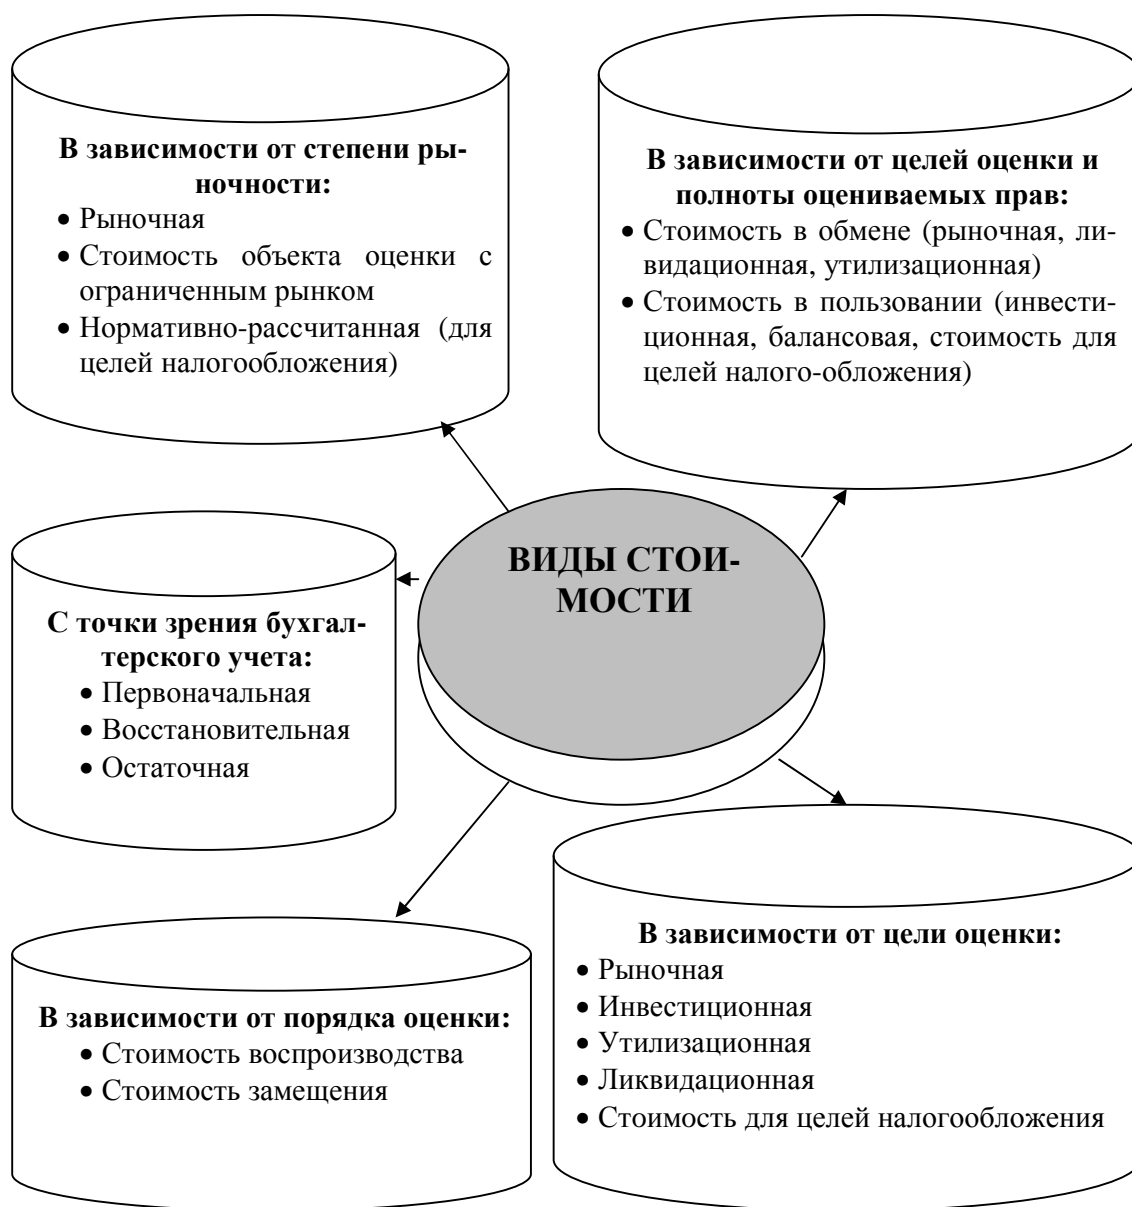 В зависимости от степени ры-
ночности:
• Рыночная
• Стоимость объекта оценки с
ограниченным рынком
• Нормативно-рассчитанная (для
целей налогообложения)
В зависимости от целей оценки и
полноты оцениваемых прав:
• Стоимость в обмене (рыночная, ли-
видационная, утилизационная)
• Стоимость в пользовании (инвести-
ционная, балансовая, стоимость для
целей налого-обложения)
ВИДЫ СТОИ-
МОСТИ
С точки зрения бухгал-
терского учета:
• Первоначальная
• Восстановительная
• Остаточная
В зависимости от порядка оценки:
• Стоимость воспроизводства
• Стоимость замещения
В зависимости от цели оценки:
• Рыночная
• Инвестиционная
• Утилизационная
• Ликвидационная
• Стоимость для целей налогообложения